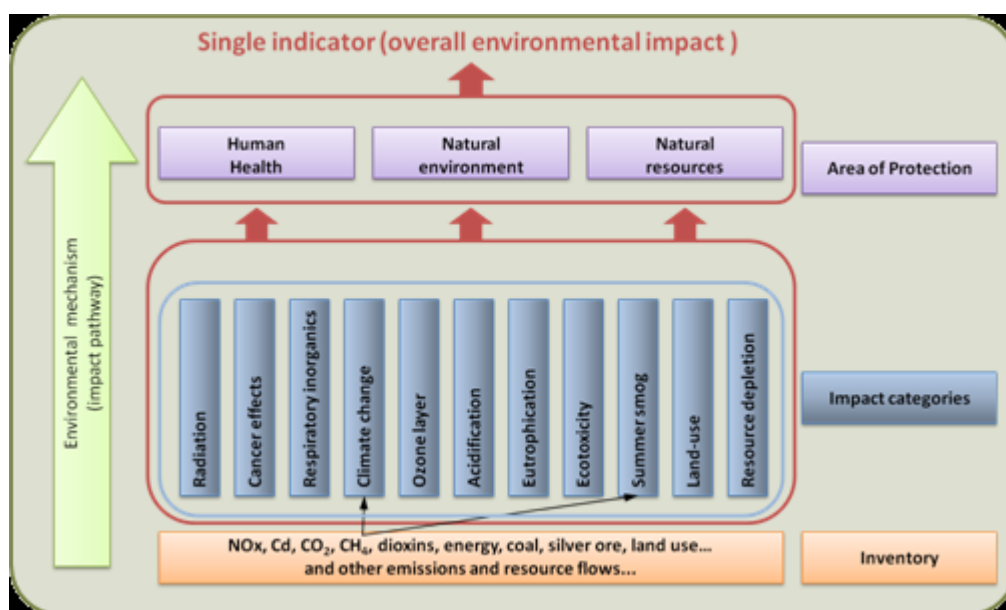 Single indicator (overall environmental impact )
Human
Health
Natural
environment
Natural
resources
Area of Protection
Environmental mechanism
(impact pathway)
Radiation
Cancer effects
Respiratory inorganics
Climate change
Ozone layer
Acidification
Eutrophication
Ecotoxicity
Summer smog
Land-use
Resource depletion
Impact categories
NOx, Cd, CO₂, CH₄, dioxins, energy, coal, silver ore, land use...
and other emissions and resource flows...
Inventory